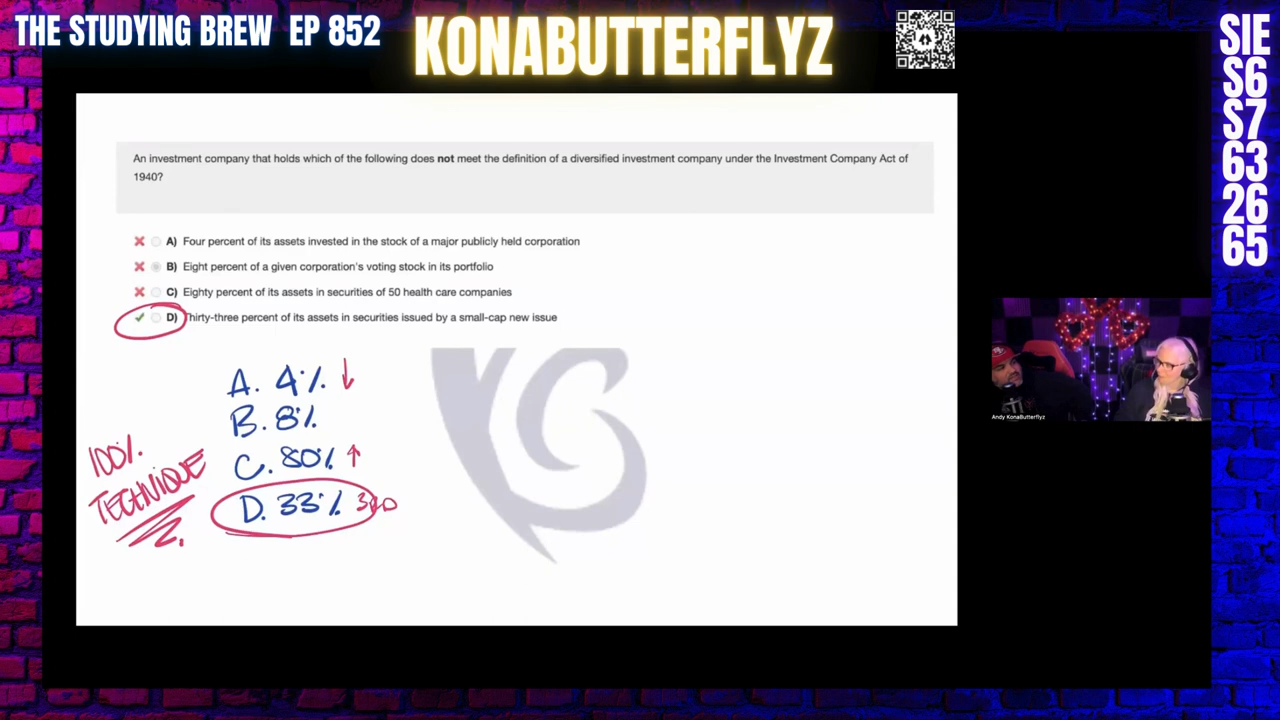 THE STUDYING BREW EP 852
KONABUTTERFLYZ
SIE
S6
S7
63
26
65
An investment company that holds which of the following does not meet the definition of a diversified investment company under the Investment Company Act of
1940?
A) Four percent of its assets invested in the stock of a major publicly held corporation
B) Eight percent of a given corporation's voting stock in its portfolio
C) Eighty percent of its assets in securities of 50 health care companies
D) Thirty-three percent of its assets in securities issued by a small-cap new issue
A. 4% ↓
B. 8%
C. 80% ↑
D. 33%
100%
TECHNIQUE
Andy KonaButterflyz